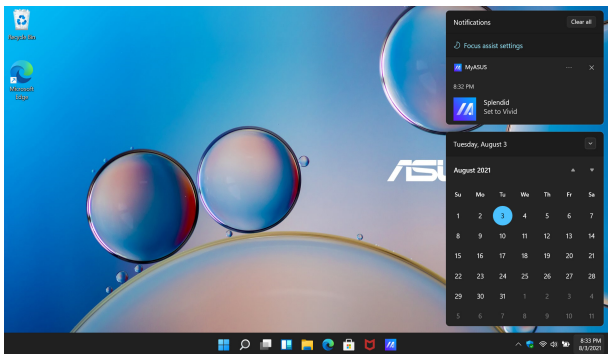 Recycle Bin
Microsoft
Edge
Notifications
Clear all
Focus assist settings
MyASUS
8:32 PM
Splendid
Set to Vivid
Tuesday, August 3
August 2021
Su Mo Tu We Th Fr Sa
1 2 3 4 5 6 7
8 9 10 11 12 13 14
15 16 17 18 19 20 21
22 23 24 25 26 27 28
29 30 31 1 2 3 4
5 6 7 8 9 10 11
8:33 PM
8/3/2021